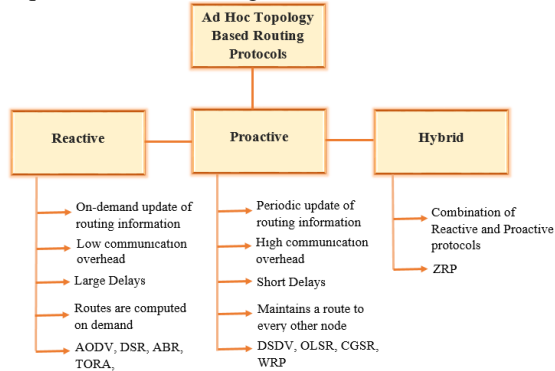 Ad Hoc Topology
Based Routing
Protocols
Reactive
Proactive
Hybrid
On-demand update of
routing information
Low communication
overhead
Large Delays
Routes are computed
on demand
AODV, DSR, ABR,
TORA,
Periodic update of
routing information
High communication
overhead
Short Delays
Maintains a route to
every other node
DSDV, OLSR, CGSR,
WRP
Combination of
Reactive and Proactive
protocols
ZRP